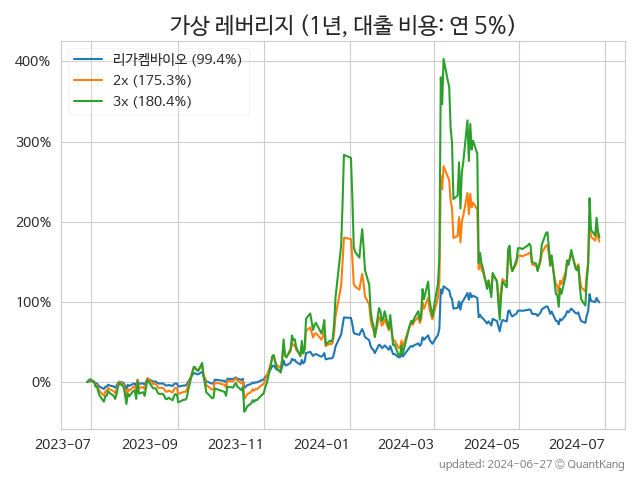 가상 레버리지 (1년, 대출 비용: 연 5%)
리가켐바이오 (99.4%)
2x (175.3%)
3x (180.4%)
400%
300%
200%
100%
0%
2023-07
2023-09
2023-11
2024-01
2024-03
2024-05
2024-07
updated: 2024-06-27 © QuantKang